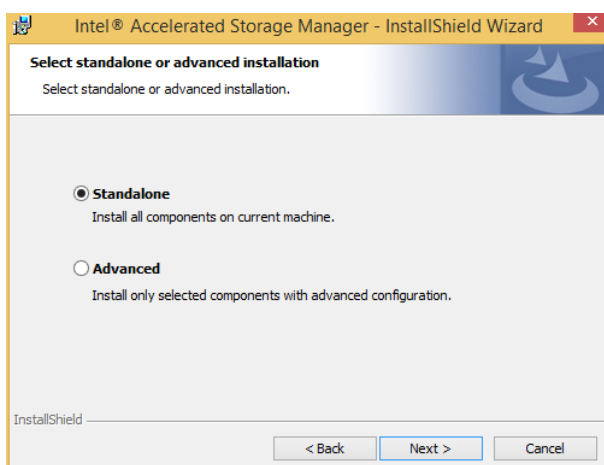 Intel® Accelerated Storage Manager - InstallShield Wizard
Select standalone or advanced installation
Select standalone or advanced installation.
Standalone
Install all components on current machine.
Advanced
Install only selected components with advanced configuration.
InstallShield
< Back Next > Cancel